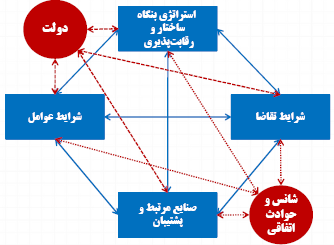 دولت
استراتژی بنگاه
ساختار و
رقابت‌پذیری
شرایط عوامل
شرایط تقاضا
صنایع مرتبط و
پشتیبان
شانس و
حوادث
اتفاقی